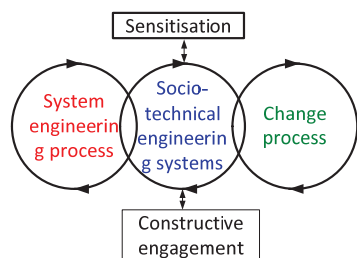 Sensitisation
System
engineerin
g process
Socio-
technical
engineerin
g systems
Change
process
Constructive
engagement